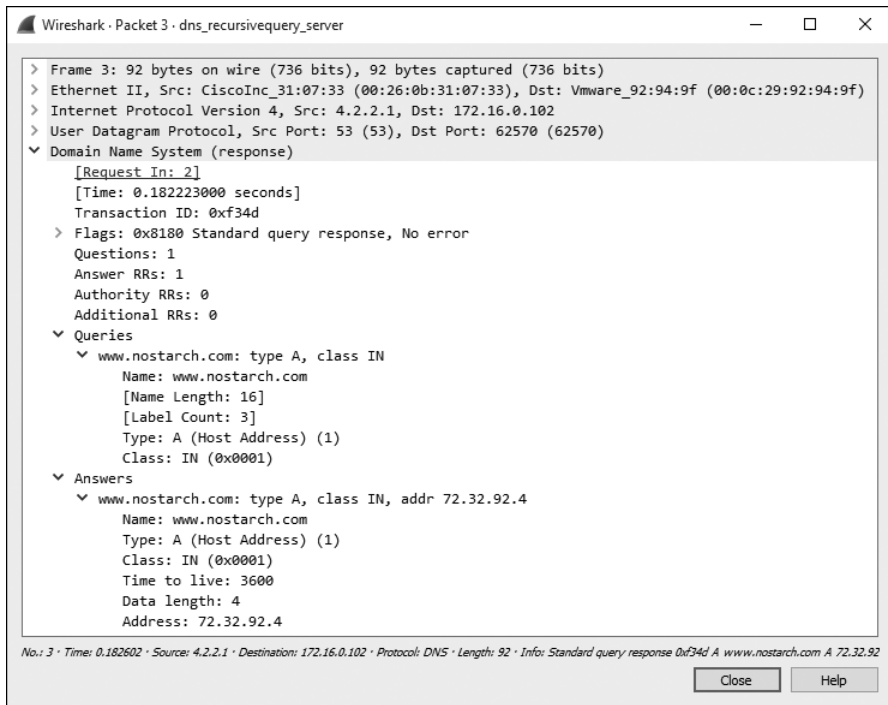 Wireshark · Packet 3 · dns_recursivequery_server
> Frame 3: 92 bytes on wire (736 bits), 92 bytes captured (736 bits)
> Ethernet II, Src: CiscoInc_31:07:33 (00:26:0b:31:07:33), Dst: Vmware_92:94:9f (00:0c:29:92:94:9f)
> Internet Protocol Version 4, Src: 4.2.2.1, Dst: 172.16.0.102
> User Datagram Protocol, Src Port: 53 (53), Dst Port: 62570 (62570)
Domain Name System (response)
[Request In: 2]
[Time: 0.182223000 seconds]
Transaction ID: 0xf34d
> Flags: 0x8180 Standard query response, No error
Questions: 1
Answer RRs: 1
Authority RRs: 0
Additional RRs: 0
Queries
www.nostarch.com: type A, class IN
Name: www.nostarch.com
[Name Length: 16]
[Label Count: 3]
Type: A (Host Address) (1)
Class: IN (0x0001)
Answers
www.nostarch.com: type A, class IN, addr 72.32.92.4
Name: www.nostarch.com
Type: A (Host Address) (1)
Class: IN (0x0001)
Time to live: 3600
Data length: 4
Address: 72.32.92.4
No.: 3 · Time: 0.182602 · Source: 4.2.2.1 · Destination: 172.16.0.102 · Protocol: DNS · Length: 92 · Info: Standard query response 0xf34d A www.nostarch.com A 72.32.92
Close Help